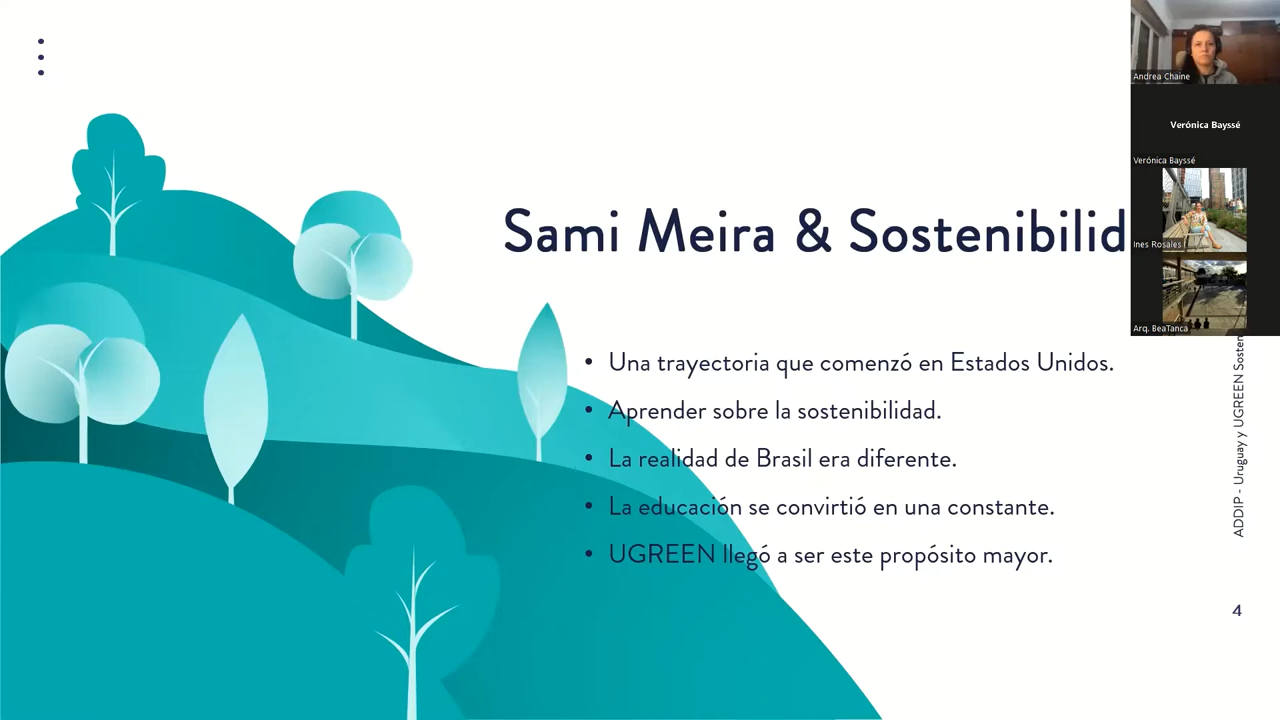 Sami Meira & Sostenibilid
• Una trayectoria que comenzó en Estados Unidos.
• Aprender sobre la sostenibilidad.
• La realidad de Brasil era diferente.
• La educación se convirtió en una constante.
• UGREEN llegó a ser este propósito mayor.
Andrea Chaine
Verónica Bayssé
Verónica Bayssé
Ines Rosales
Arq. BeaTanca
ADDIP - Uruguay y UGREEN Sosten
4